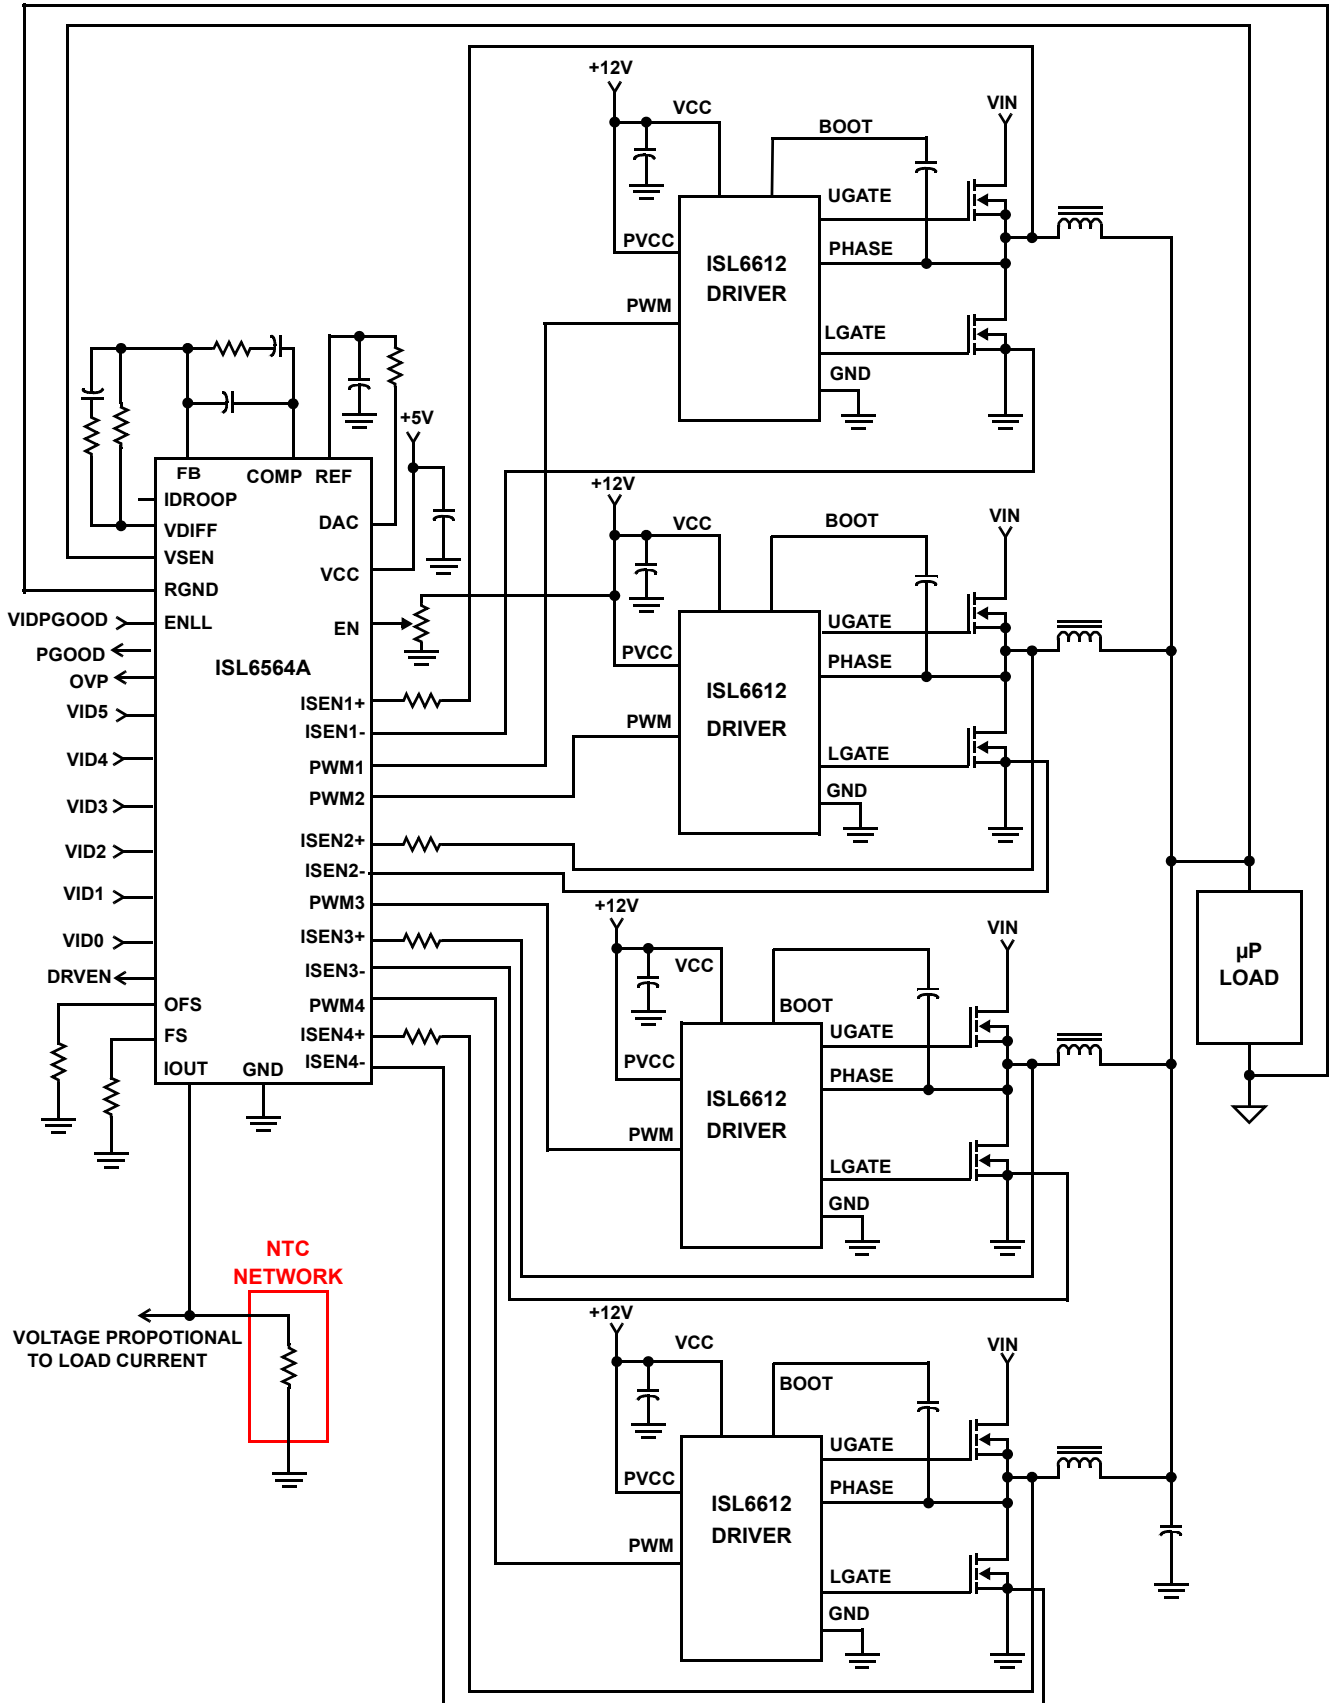 +12V
VCC
BOOT
VIN
UGATE
PVCC
PHASE
ISL6612
DRIVER
PWM
LGATE
GND
+5V
FB
COMP
REF
IDROOP
VDIFF
DAC
VSEN
VCC
RGND
VIDPGOOD
ENLL
EN
PGOOD
ISL6564A
OVP
ISEN1+
VID5
ISEN1-
VID4
PWM1
PWM2
VID3
ISEN2+
VID2
ISEN2-
VID1
PWM3
VID0
ISEN3+
ISEN3-
DRVEN
OFS
PWM4
FS
ISEN4+
ISEN4-
IOUT
GND
+12V
VCC
BOOT
VIN
UGATE
PVCC
PHASE
ISL6612
DRIVER
PWM
LGATE
GND
+12V
VCC
BOOT
VIN
UGATE
PVCC
PHASE
ISL6612
DRIVER
PWM
LGATE
GND
µP
LOAD
NTC
NETWORK
VOLTAGE PROPOTIONAL
TO LOAD CURRENT
+12V
VCC
BOOT
VIN
UGATE
PVCC
PHASE
ISL6612
DRIVER
PWM
LGATE
GND